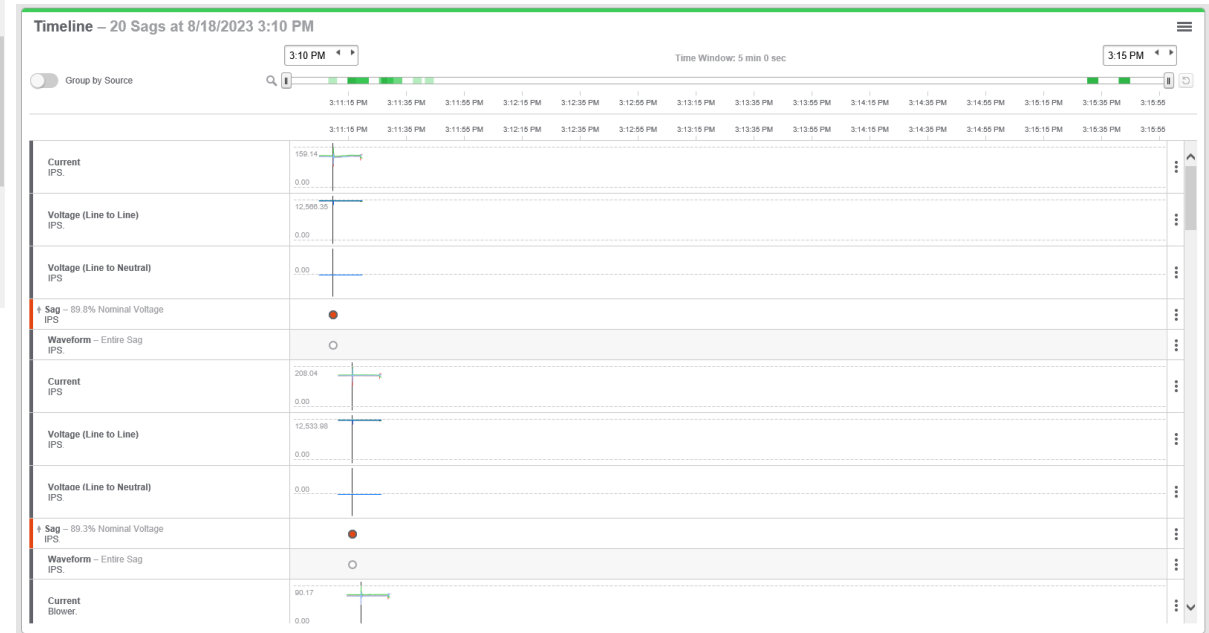 Timeline – 20 Sags at 8/18/2023 3:10 PM
3:10 PM
Time Window: 5 min 0 sec
3:15 PM
Group by Source
3:11:15 PM 3:11:35 PM 3:11:55 PM 3:12:15 PM 3:12:35 PM 3:12:55 PM 3:13:15 PM 3:13:35 PM 3:13:55 PM 3:14:15 PM 3:14:35 PM 3:14:55 PM 3:15:15 PM 3:15:35 PM 3:15:55
3:11:15 PM 3:11:35 PM 3:11:55 PM 3:12:15 PM 3:12:35 PM 3:12:55 PM 3:13:15 PM 3:13:35 PM 3:13:55 PM 3:14:15 PM 3:14:35 PM 3:14:55 PM 3:15:15 PM 3:15:35 PM 3:15:55
159.14
Current
IPS.
0.00
12,566.35
Voltage (Line to Line)
IPS.
0.00
Voltage (Line to Neutral)
IPS
0.00
Sag – 89.8% Nominal Voltage
IPS
Waveform – Entire Sag
IPS.
208.04
Current
IPS
0.00
12,533.98
Voltage (Line to Line)
IPS.
0.00
Voltage (Line to Neutral)
IPS.
0.00
Sag – 89.3% Nominal Voltage
IPS.
Waveform – Entire Sag
IPS.
90.17
Current
Blower.
0.00